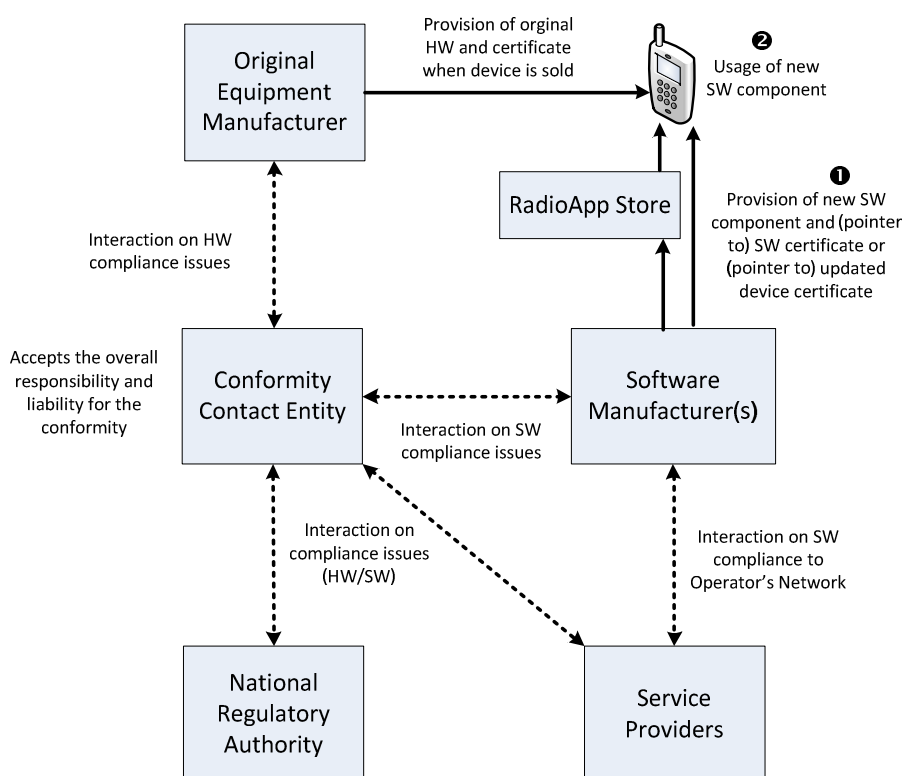 Provision of orginal
HW and certificate
when device is sold
Original
Equipment
Manufacturer
❷
Usage of new
SW component
RadioApp Store
❶
Provision of new SW
component and (pointer
to) SW certificate or
(pointer to) updated
device certificate
Interaction on HW
compliance issues
Accepts the overall
responsibility and
liability for the
conformity
Conformity
Contact Entity
Interaction on SW
compliance issues
Software
Manufacturer(s)
Interaction on
compliance issues
(HW/SW)
Interaction on SW
compliance to
Operator's Network
National
Regulatory
Authority
Service
Providers